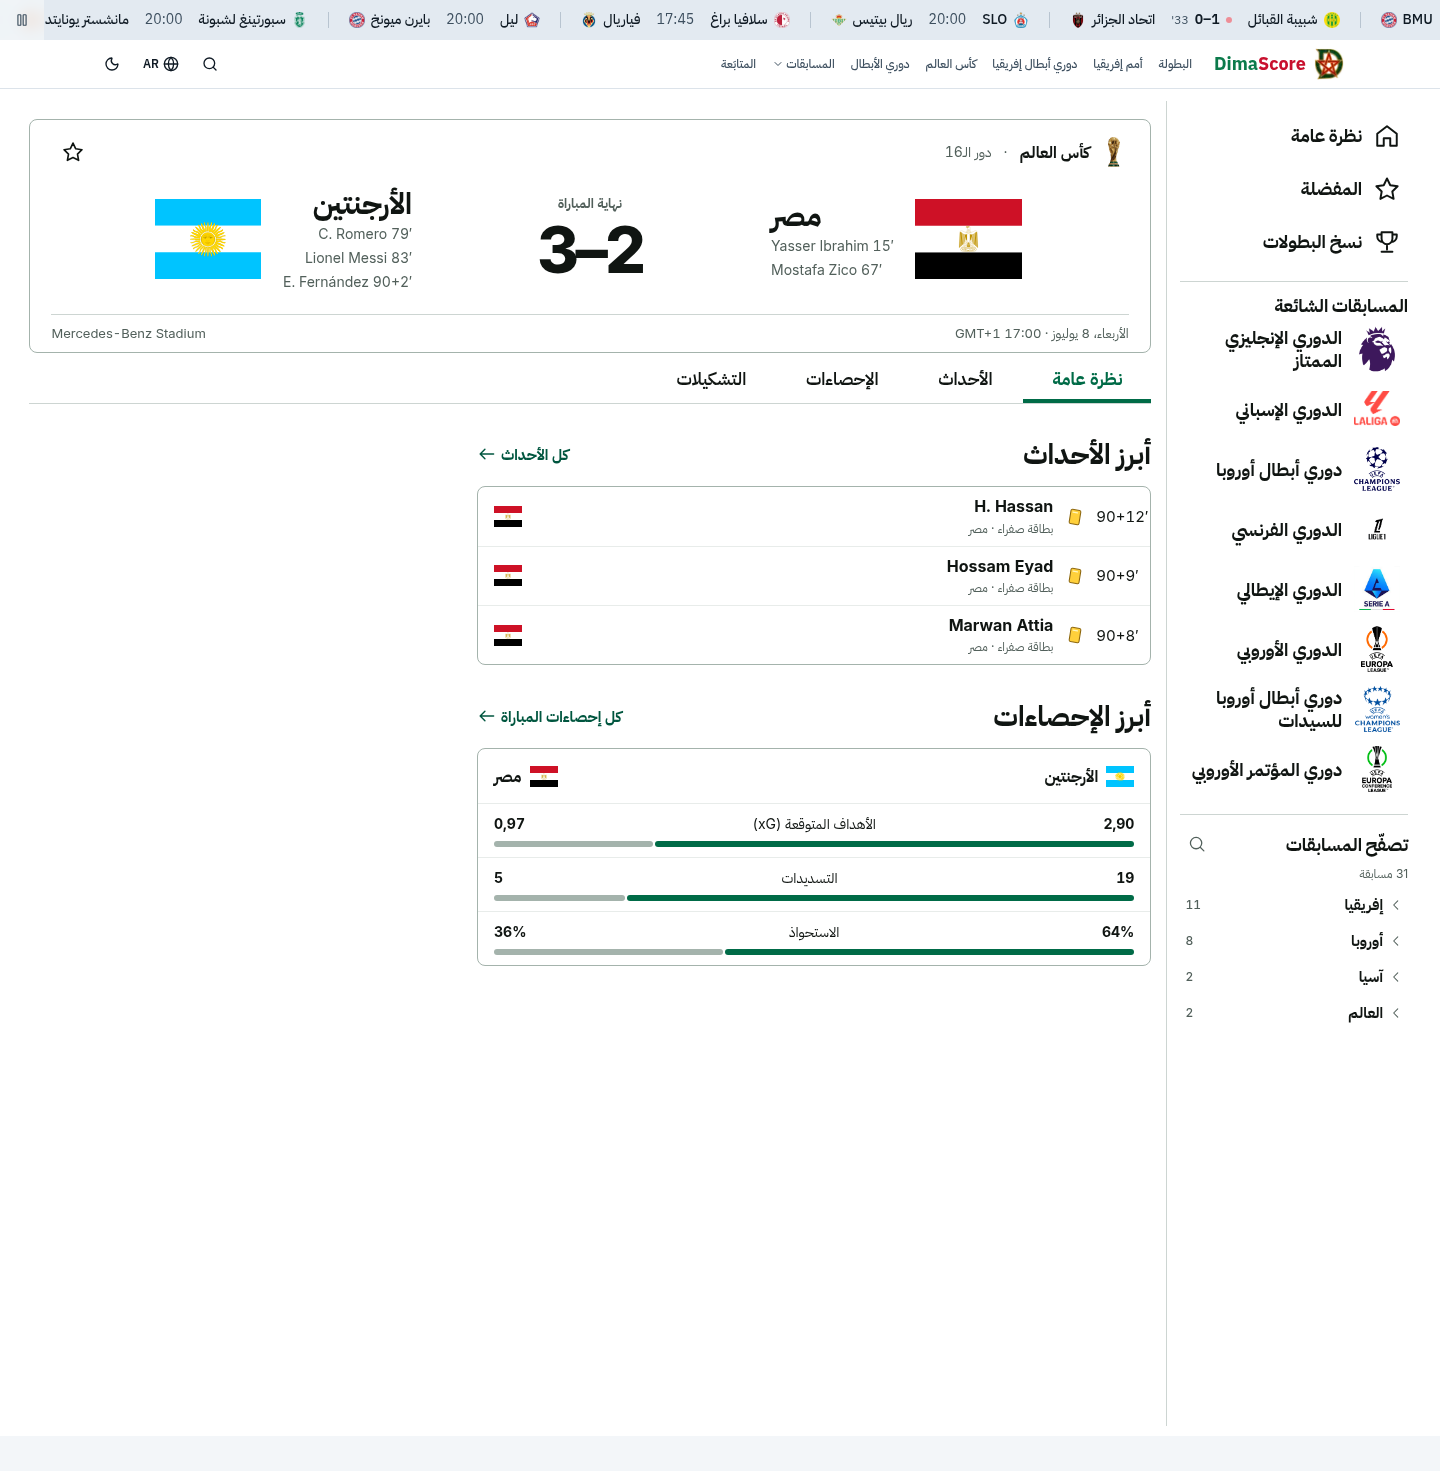 BMU
شبيبة القبائل 0–1 33' اتحاد الجزائر
SLO 20:00 ريال بيتيس
سلافيا براغ 17:45 فياريال
ليل 20:00 بايرن ميونخ
سبورتينغ لشبونة 20:00 مانشستر يونايتد
DimaScore
البطولة
أمم إفريقيا
دوري أبطال إفريقيا
كأس العالم
دوري الأبطال
المسابقات
المتابَعة
AR
نظرة عامة
المفضلة
نسخ البطولات
المسابقات الشائعة
الدوري الإنجليزي الممتاز
الدوري الإسباني
دوري أبطال أوروبا
الدوري الفرنسي
الدوري الإيطالي
الدوري الأوروبي
دوري أبطال أوروبا للسيدات
دوري المؤتمر الأوروبي
تصفّح المسابقات
31 مسابقة
إفريقيا 11
أوروبا 8
آسيا 2
العالم 2
كأس العالم · دور الـ16
مصر
Yasser Ibrahim 15′
Mostafa Zico 67′
نهاية المباراة
3–2
الأرجنتين
C. Romero 79′
Lionel Messi 83′
E. Fernández 90+2′
الأربعاء، 8 يوليوز · 17:00 GMT+1
Mercedes-Benz Stadium
نظرة عامة
الأحداث
الإحصاءات
التشكيلات
أبرز الأحداث
كل الأحداث
90+12′ H. Hassan
بطاقة صفراء · مصر
90+9′ Hossam Eyad
بطاقة صفراء · مصر
90+8′ Marwan Attia
بطاقة صفراء · مصر
أبرز الإحصاءات
كل إحصاءات المباراة
الأرجنتين مصر
2,90 الأهداف المتوقعة (xG) 0,97
19 التسديدات 5
64% الاستحواذ 36%